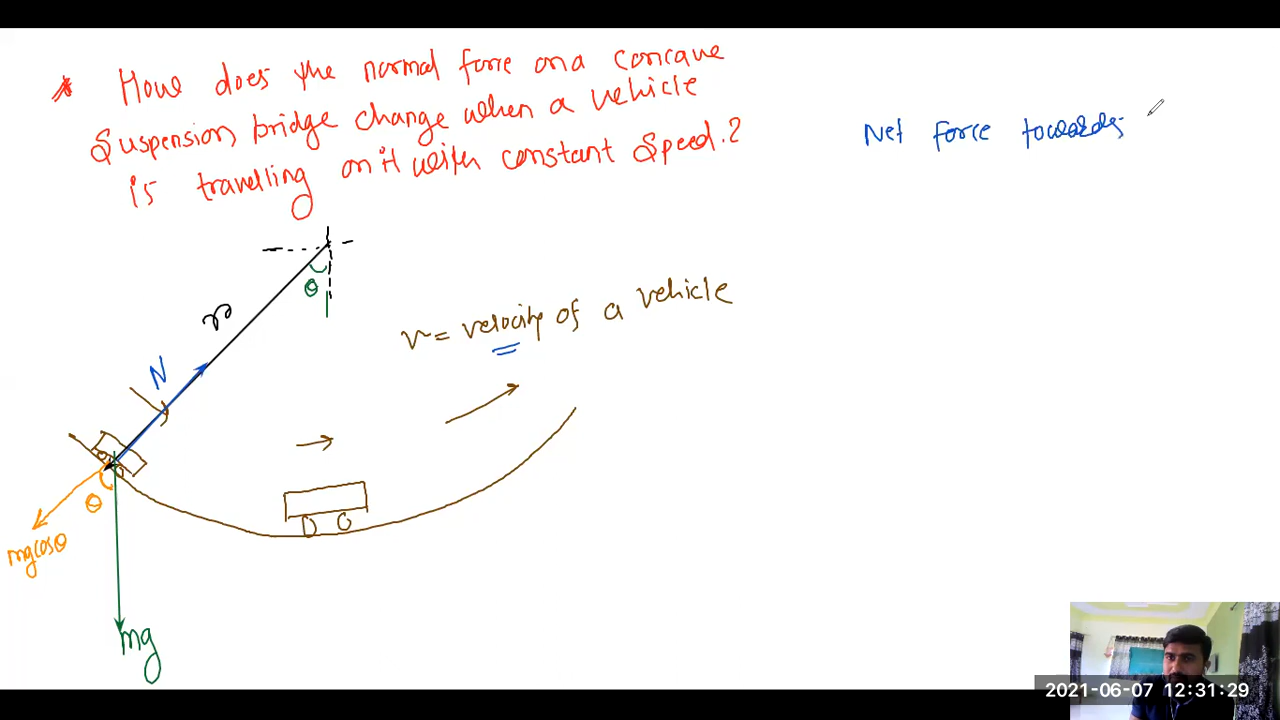 * How does the normal force on a concave
Suspension bridge change when a vehicle
is travelling on it with constant speed.?
Net force towards
θ
r
v = velocity of a vehicle
N
θ
mgcosθ
mg
2021-06-07 12:31:29